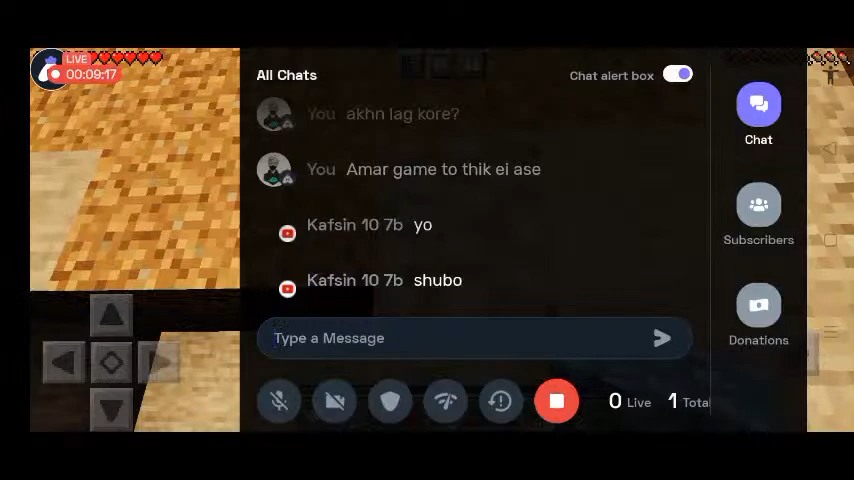 LIVE
00:09:17
All Chats
Chat alert box
You akhn lag kore?
You Amar game to thik ei ase
Kafsin 10 7b yo
Kafsin 10 7b shubo
Type a Message
0 Live 1 Total
Chat
Subscribers
Donations